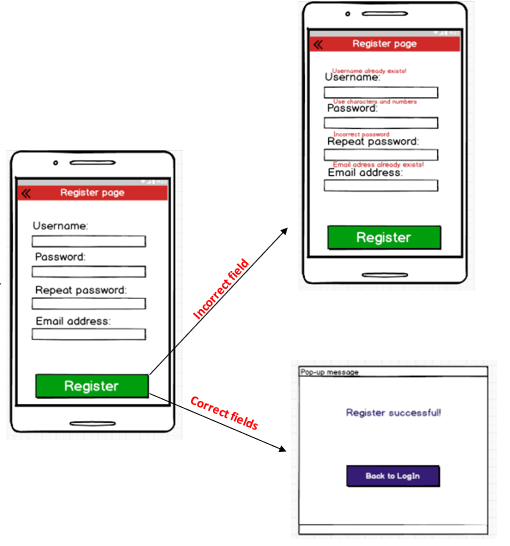 Register page
Username:
Password:
Repeat password:
Email address:
Register
Incorrect field
Correct fields
Register page
Username already exists!
Username:
Use characters and numbers
Password:
Incorrect password
Repeat password:
Email adress already exists!
Email address:
Register
Pop-up message
Register successful!
Back to LogIn